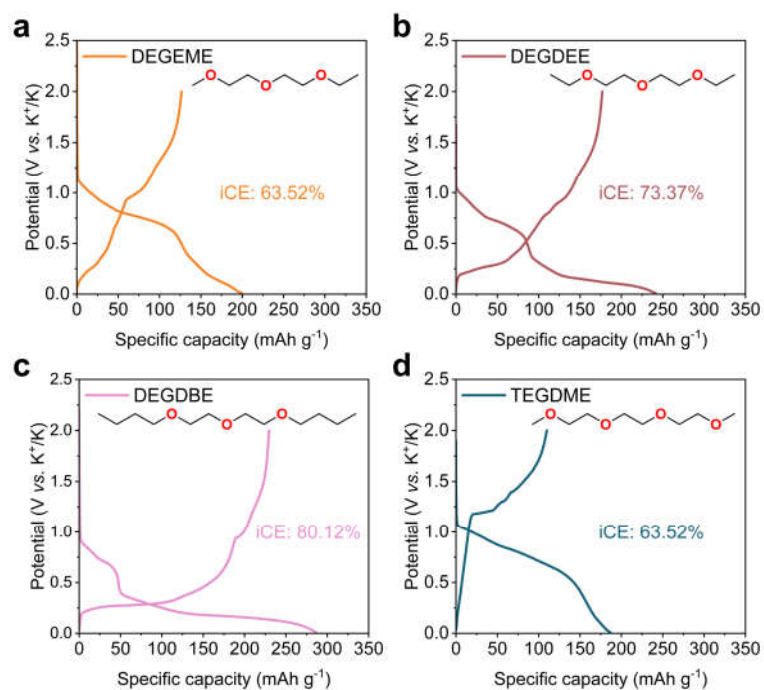 a
2.5
DEGEME
O
O
O
2.0
1.5
1.0
0.5
0.0
iCE: 63.52%
Potential (V vs. K⁺/K)
0 50 100 150 200 250 300 350
Specific capacity (mAh g⁻¹)
b
2.5
DEGDEE
O
O
O
2.0
1.5
1.0
0.5
0.0
iCE: 73.37%
Potential (V vs. K⁺/K)
0 50 100 150 200 250 300 350
Specific capacity (mAh g⁻¹)
c
2.5
DEGDBE
O
O
O
2.0
1.5
1.0
0.5
0.0
iCE: 80.12%
Potential (V vs. K⁺/K)
0 50 100 150 200 250 300 350
Specific capacity (mAh g⁻¹)
d
2.5
TEGDME
O
O
O
O
2.0
1.5
1.0
0.5
0.0
iCE: 63.52%
Potential (V vs. K⁺/K)
0 50 100 150 200 250 300 350
Specific capacity (mAh g⁻¹)